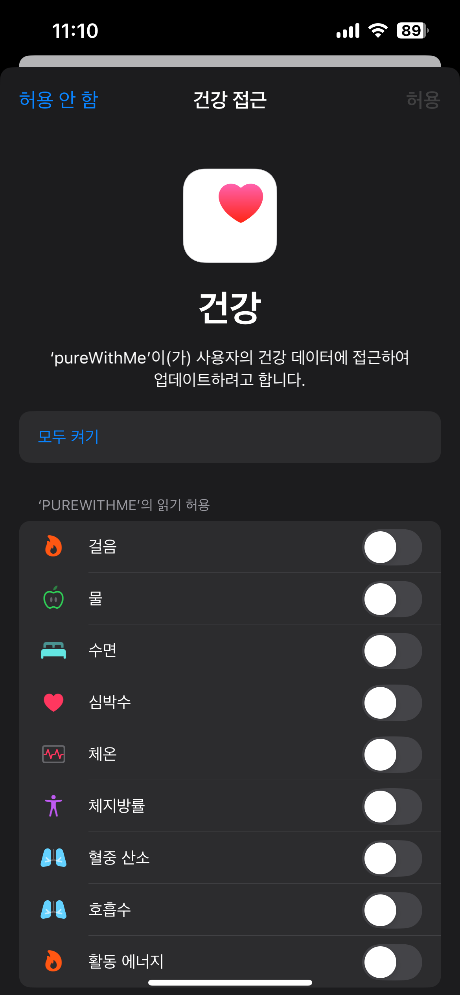 11:10
89
허용 안 함
건강 접근
허용
건강
‘pureWithMe’이(가) 사용자의 건강 데이터에 접근하여
업데이트하려고 합니다.
모두 켜기
‘PUREWITHME’의 읽기 허용
걸음
물
수면
심박수
체온
체지방률
혈중 산소
호흡수
활동 에너지